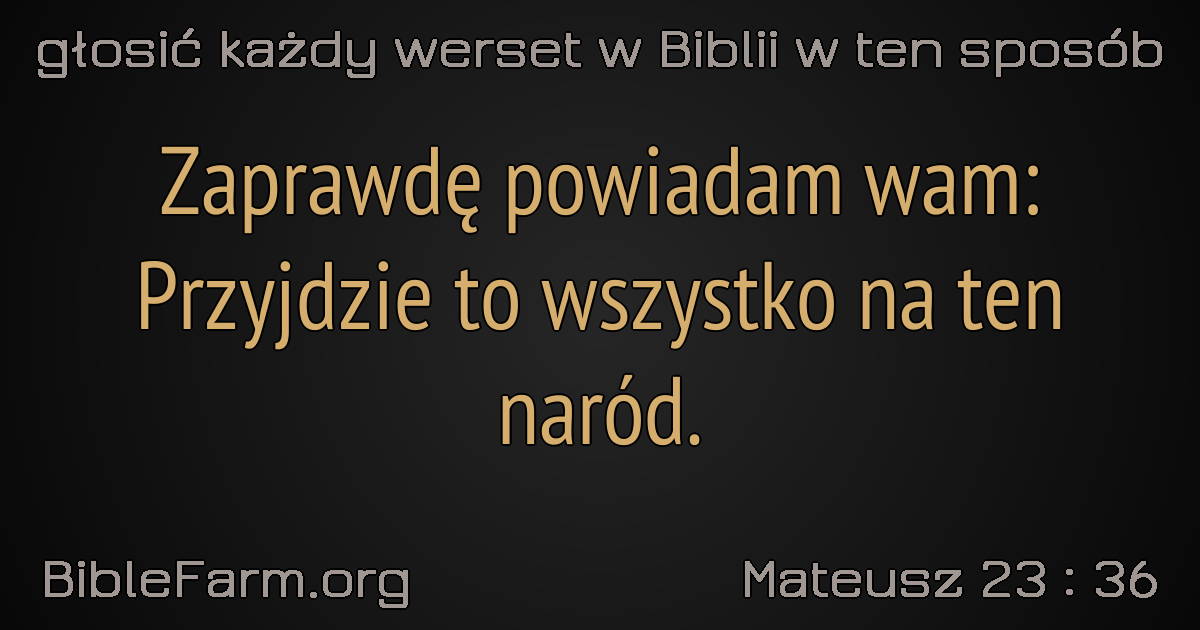 głosić każdy werset w Biblii w ten sposób
Zaprawdę powiadam wam:
Przyjdzie to wszystko na ten
naród.
BibleFarm.org
Mateusz 23 : 36